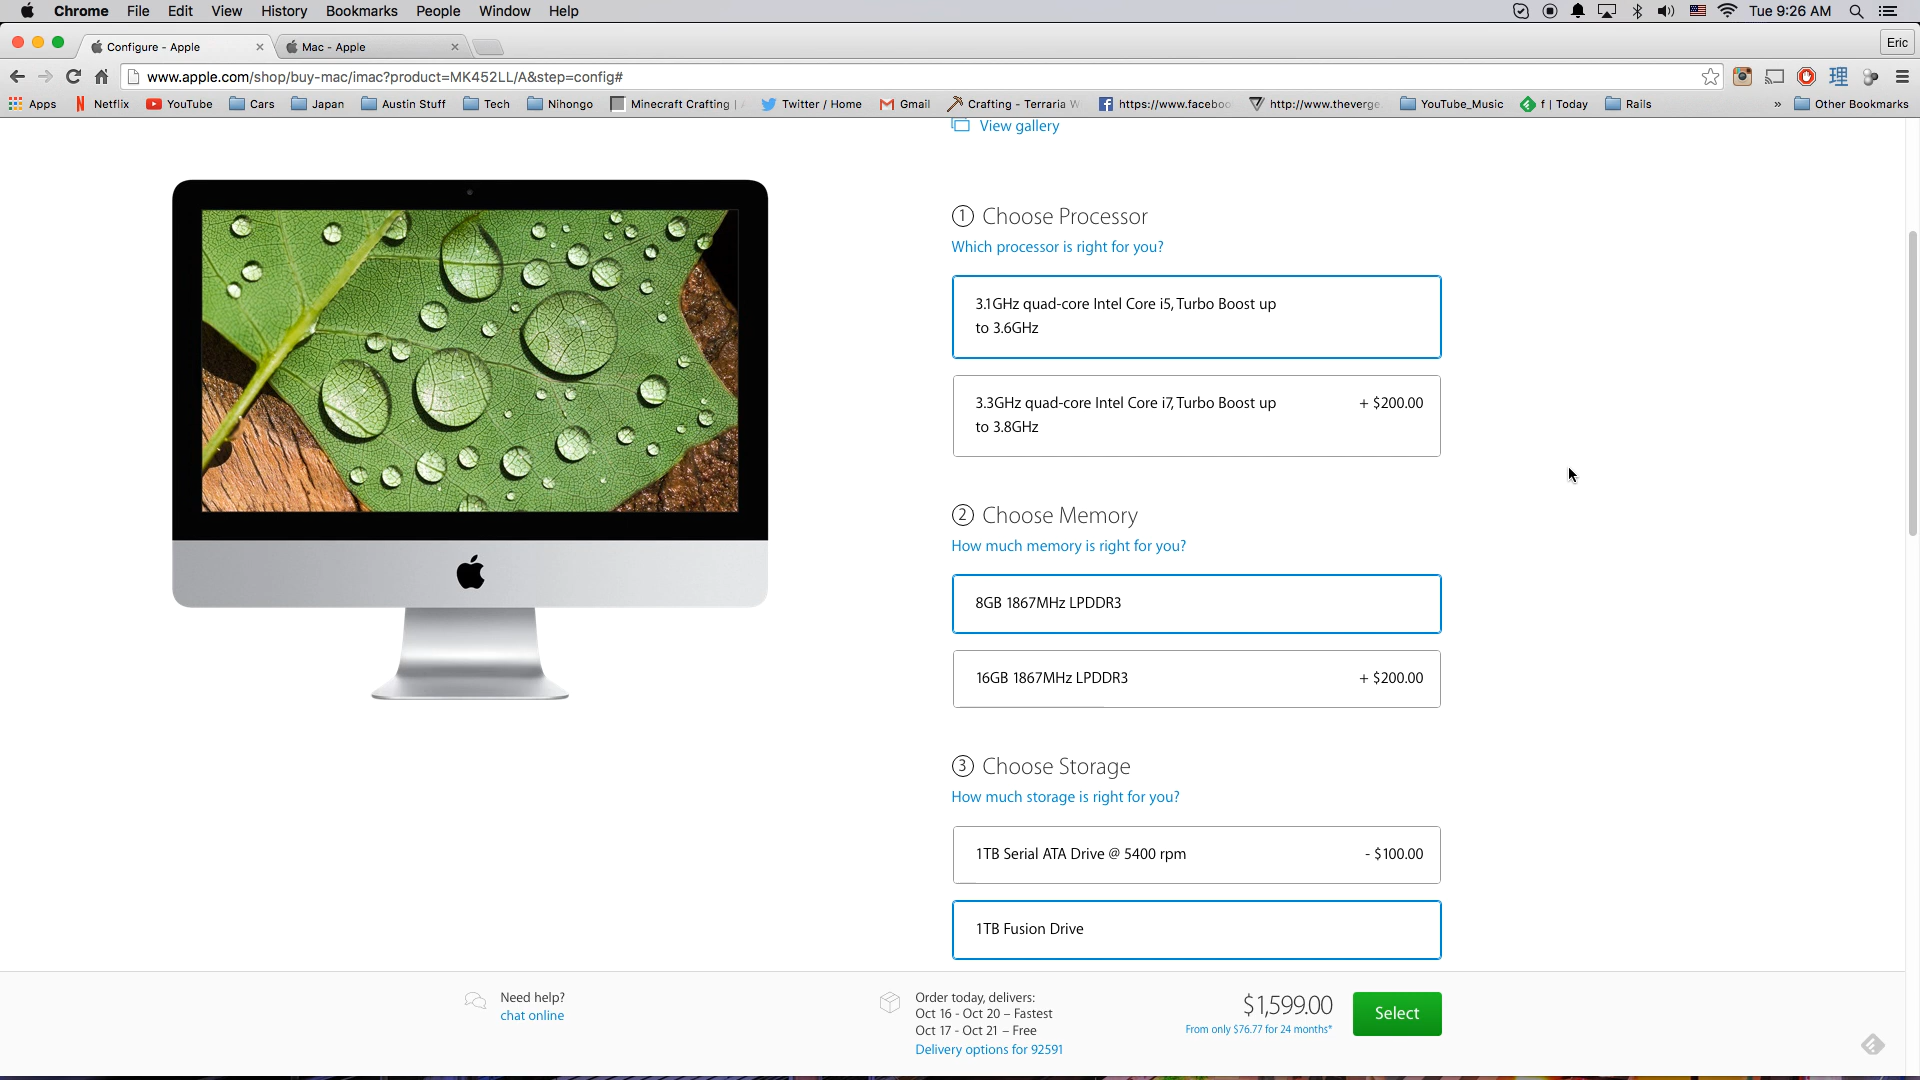 Chrome File Edit View History Bookmarks People Window Help Tue 9:26 AM
Configure - Apple Mac - Apple Eric
www.apple.com/shop/buy-mac/imac?product=MK452LL/A&step=config#
Apps Netflix YouTube Cars Japan Austin Stuff Tech Nihongo Minecraft Crafting | Twitter / Home Gmail Crafting - Terraria W https://www.faceboo http://www.theverge. YouTube_Music f | Today Rails » Other Bookmarks
View gallery
1 Choose Processor
Which processor is right for you?
3.1GHz quad-core Intel Core i5, Turbo Boost up
to 3.6GHz
3.3GHz quad-core Intel Core i7, Turbo Boost up + $200.00
to 3.8GHz
2 Choose Memory
How much memory is right for you?
8GB 1867MHz LPDDR3
16GB 1867MHz LPDDR3 + $200.00
3 Choose Storage
How much storage is right for you?
1TB Serial ATA Drive @ 5400 rpm - $100.00
1TB Fusion Drive
Need help?
chat online
Order today, delivers:
Oct 16 - Oct 20 – Fastest
Oct 17 - Oct 21 – Free
Delivery options for 92591
$1,599.00
From only $76.77 for 24 months*
Select